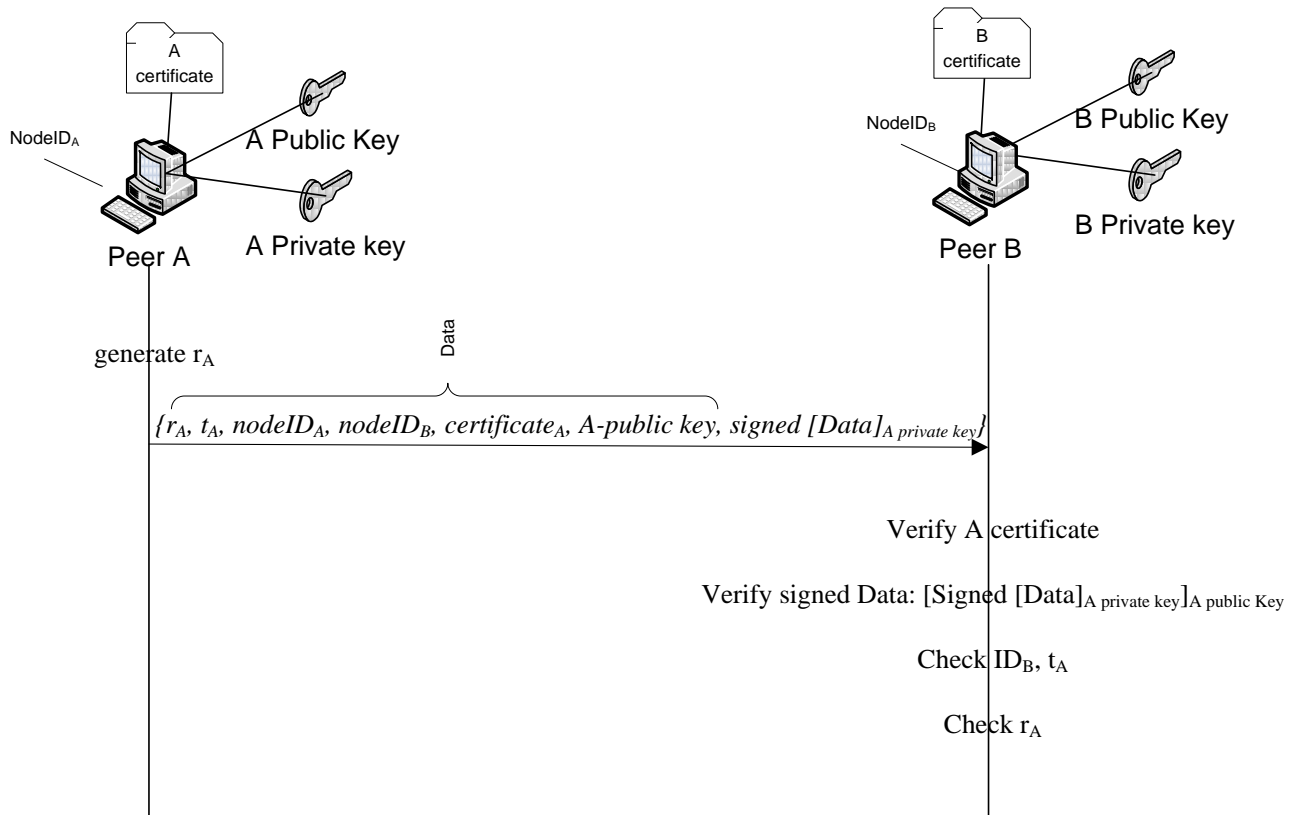 A
certificate
A Public Key
NodeIDA
A Private key
Peer A
B
certificate
B Public Key
NodeIDB
B Private key
Peer B
Data
generate rA
{rA, tA, nodeIDA, nodeIDB, certificateA, A-public key, signed [Data]A private key}
Verify A certificate
Verify signed Data: [Signed [Data]A private key]A public Key
Check IDB, tA
Check rA